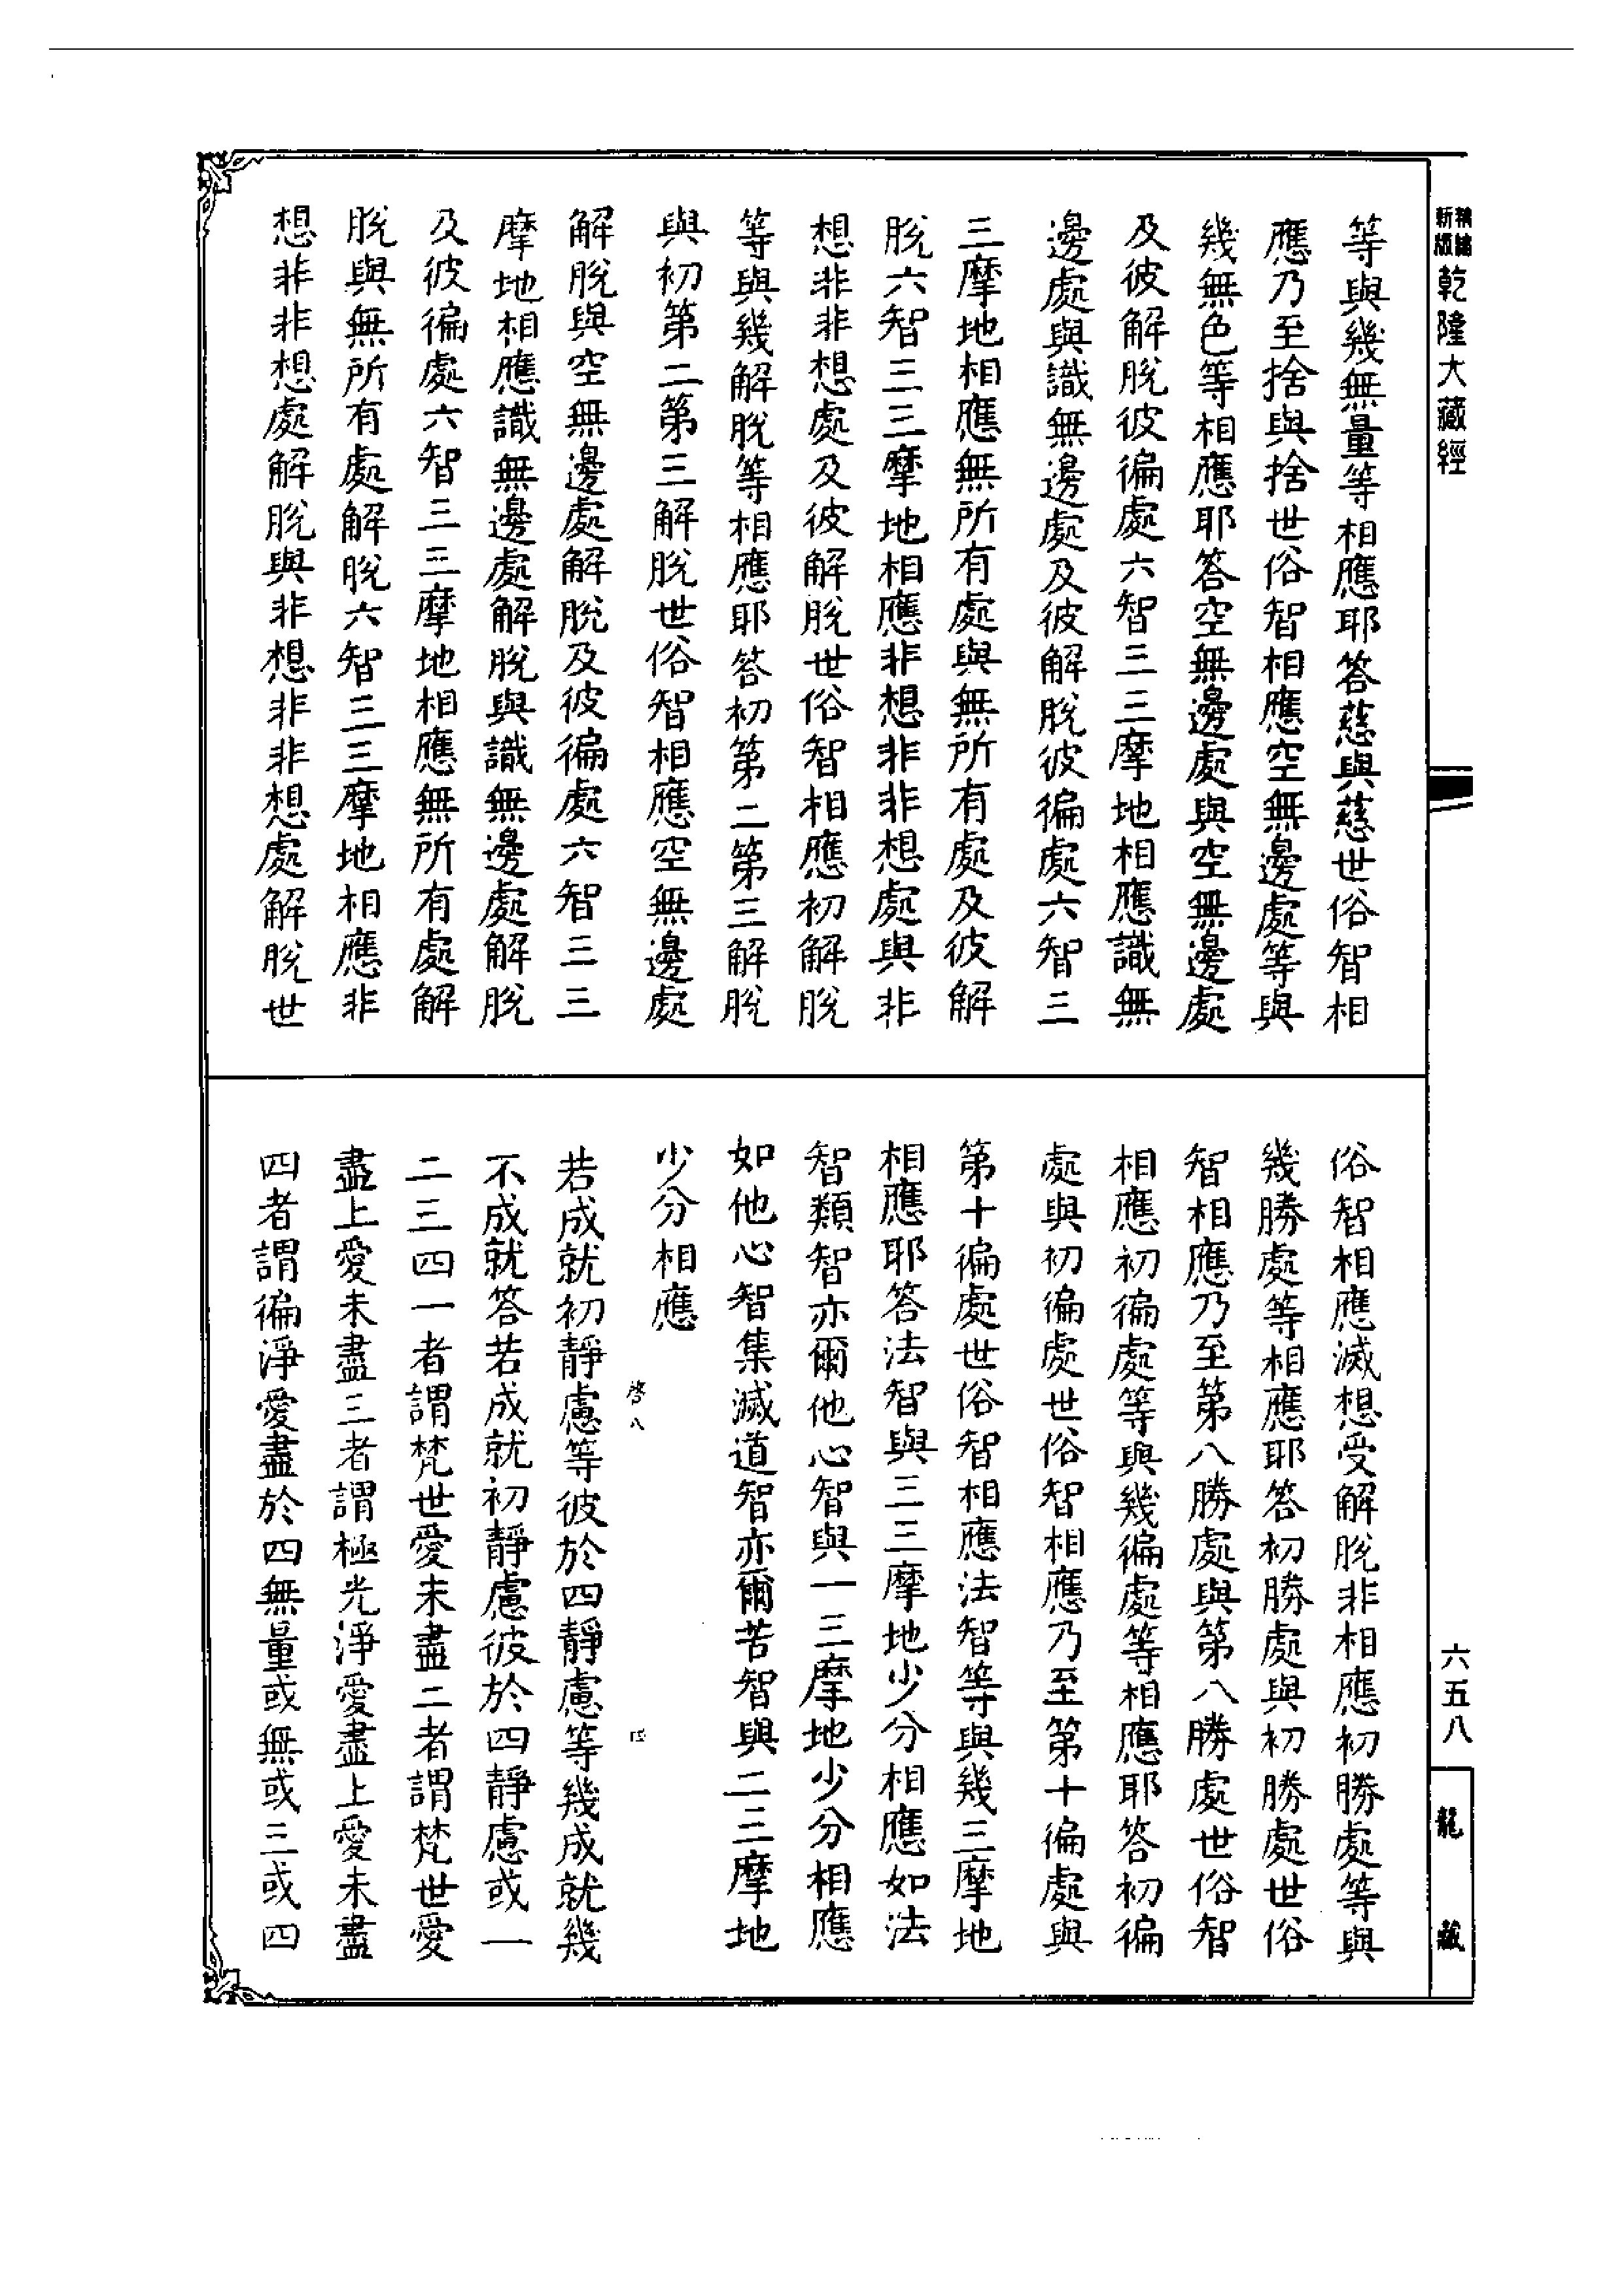 新編縮版
乾隆大藏經
等與幾無量等相應耶答慈與慈世俗智相
應乃至捨與捨世俗智相應空無邊處等與
幾無色等相應耶答空無邊處與空無邊處
及彼解脫彼徧處六智三三摩地相應識無
邊處與識無邊處及彼解脫彼徧處六智三
三摩地相應無所有處與無所有處及彼解
脫六智三三摩地相應非想非非想處與非
想非非想處及彼解脫世俗智相應初解脫
等與幾解脫等相應耶答初第二第三解脫
與初第二第三解脫世俗智相應空無邊處
解脫與空無邊處解脫及彼徧處六智三三
摩地相應識無邊處解脫與識無邊處解脫
及彼徧處六智三三摩地相應無所有處解
脫與無所有處解脫六智三三摩地相應非
想非非想處解脫與非想非非想處解脫世
俗智相應滅想受解脫非相應初勝處等與
幾勝處等相應耶答初勝處與初勝處世俗
智相應乃至第八勝處與第八勝處世俗智
相應初徧處等與幾徧處等相應耶答初徧
處與初徧處世俗智相應乃至第十徧處與
第十徧處世俗智相應法智等與幾三摩地
相應耶答法智與三三摩地少分相應如法
智類智亦爾他心智與一三摩地少分相應
如他心智集滅道智亦爾苦智與二三摩地
少分相應
若成就初靜慮等彼於四靜慮等幾成就幾
不成就答若成就初靜慮彼於四靜慮或一
二三四一者謂梵世愛未盡二者謂梵世愛
盡上愛未盡三者謂極光淨愛盡上愛未盡
四者謂徧淨愛盡於四無量或無或三或四
六五八
龍藏